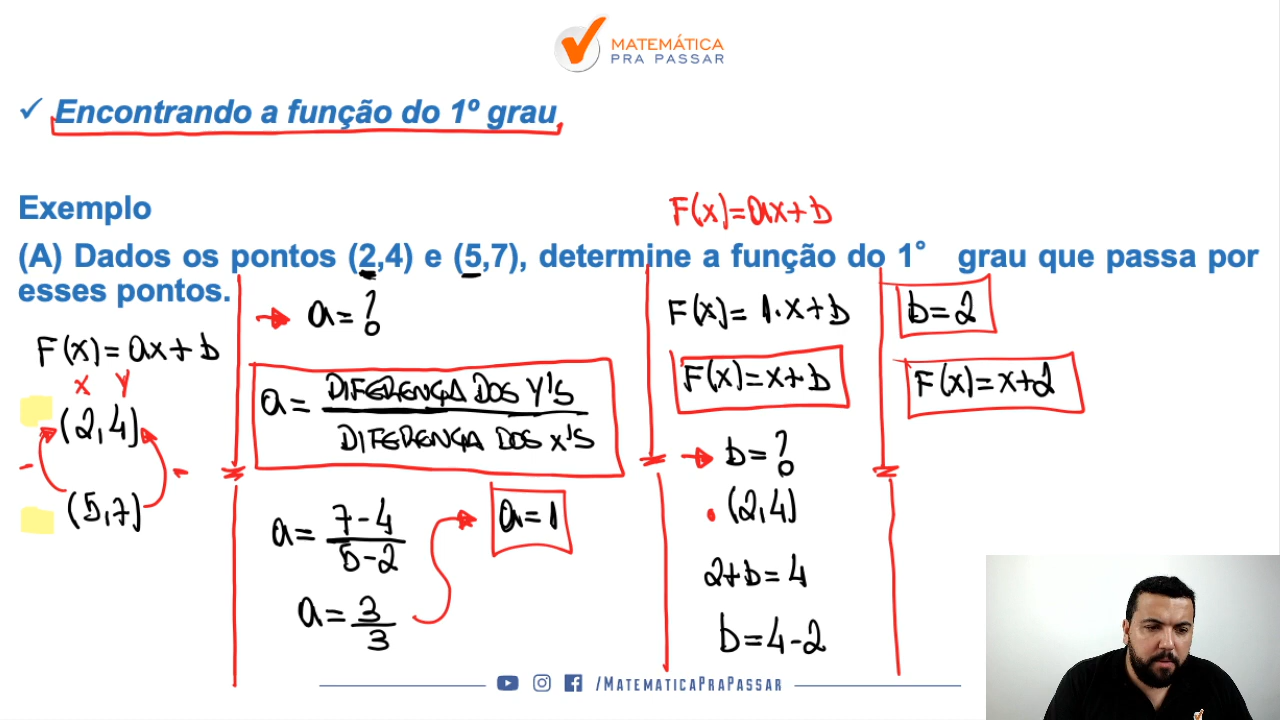 MATEMÁTICA
PRA PASSAR
✓ Encontrando a função do 1º grau
Exemplo
F(x)=ax+b
(A) Dados os pontos (2,4) e (5,7), determine a função do 1° grau que passa por
esses pontos.
F(x)=ax+b
x y
(2,4)
(5,7)
-
-
a=?
a= DIFERENÇA DOS Y'S
DIFERENÇA DOS X'S
a= 7-4
5-2
a= 3
3
a=1
F(x)=1·x+b
F(x)=x+b
b=?
(2,4)
2+b=4
b=4-2
b=2
F(x)=x+2
/MatematicaPraPassar